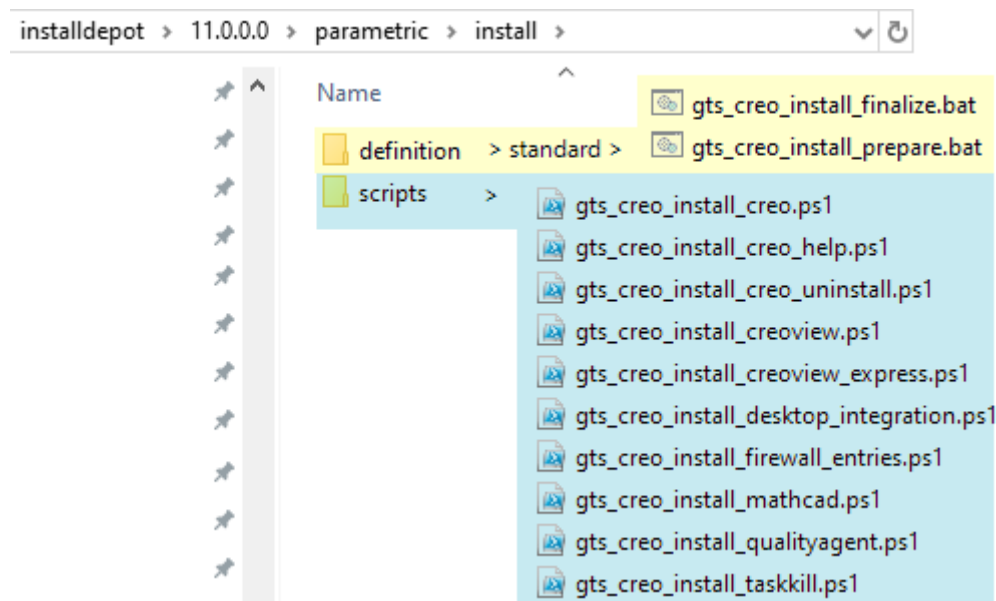 installdepot > 11.0.0.0 > parametric > install >
Name
gts_creo_install_finalize.bat
definition > standard > gts_creo_install_prepare.bat
scripts > gts_creo_install_creo.ps1
gts_creo_install_creo_help.ps1
gts_creo_install_creo_uninstall.ps1
gts_creo_install_creoview.ps1
gts_creo_install_creoview_express.ps1
gts_creo_install_desktop_integration.ps1
gts_creo_install_firewall_entries.ps1
gts_creo_install_mathcad.ps1
gts_creo_install_qualityagent.ps1
gts_creo_install_taskkill.ps1